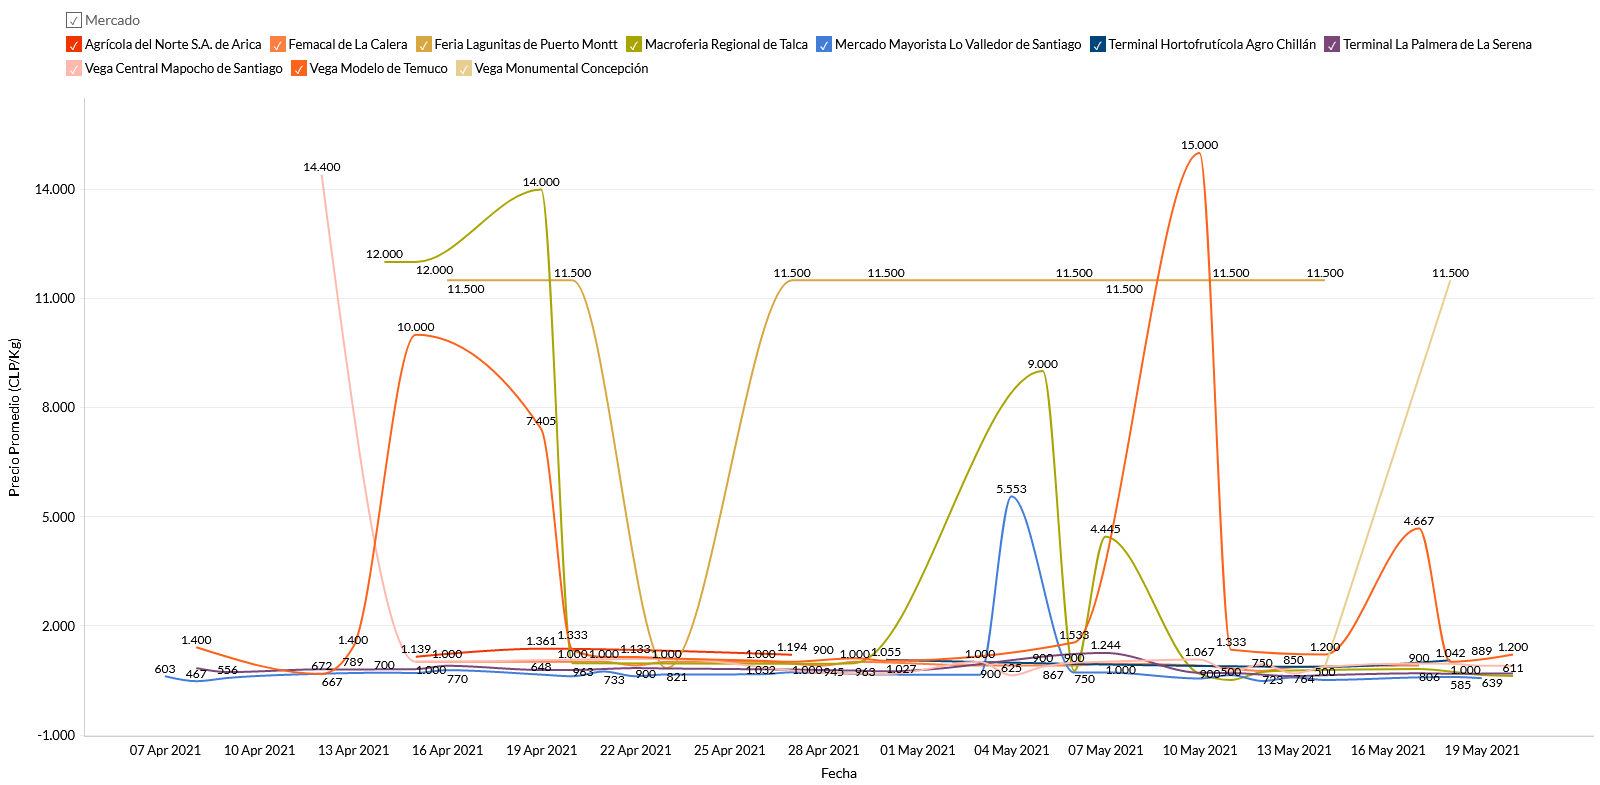 Mercado
Agrícola del Norte S.A. de Arica Femacal de La Calera Feria Lagunitas de Puerto Montt Macroferia Regional de Talca Mercado Mayorista Lo Valledor de Santiago Terminal Hortofrutícola Agro Chillán Terminal La Palmera de La Serena
Vega Central Mapocho de Santiago Vega Modelo de Temuco Vega Monumental Concepción
15.000
14.400
14.000
14.000
12.000
12.000 11.500 11.500 11.500 11.500 11.500 11.500 11.500
11.500 11.500
11.000
10.000
9.000
8.000
7.405
Precio Promedio (CLP/Kg)
5.553
5.000
4.445
4.667
2.000
1.400 1.400 1.139 1.000 1.361 1.333 1.000 1.000 1.133 1.000 1.000 1.194 900 1.000 1.055 1.000 900 1.533 900 1.244 1.067 1.333 750 850 1.200 900 1.042 889 1.200
603 467 556 672 789 700 1.000 648 963 900 1.032 1.000 945 963 1.027 900 625 867 1.000 900 500 764 500 806 1.000 611
667 770 733 821 750 723 585 639
-1.000
07 Apr 2021 10 Apr 2021 13 Apr 2021 16 Apr 2021 19 Apr 2021 22 Apr 2021 25 Apr 2021 28 Apr 2021 01 May 2021 04 May 2021 07 May 2021 10 May 2021 13 May 2021 16 May 2021 19 May 2021
Fecha